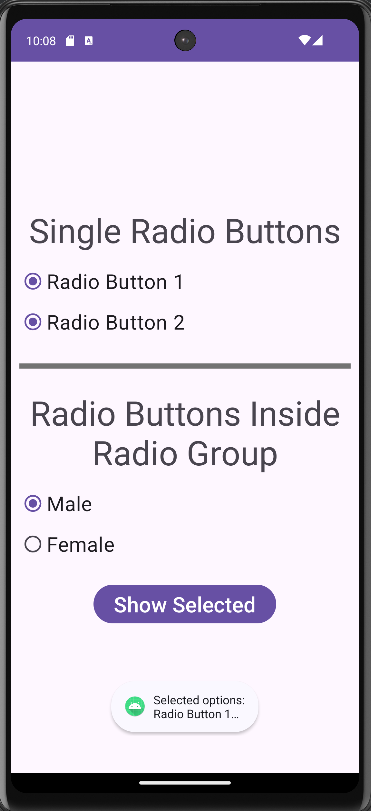 10:08
Single Radio Buttons
Radio Button 1
Radio Button 2
Radio Buttons Inside
Radio Group
Male
Female
Show Selected
Selected options:
Radio Button 1...